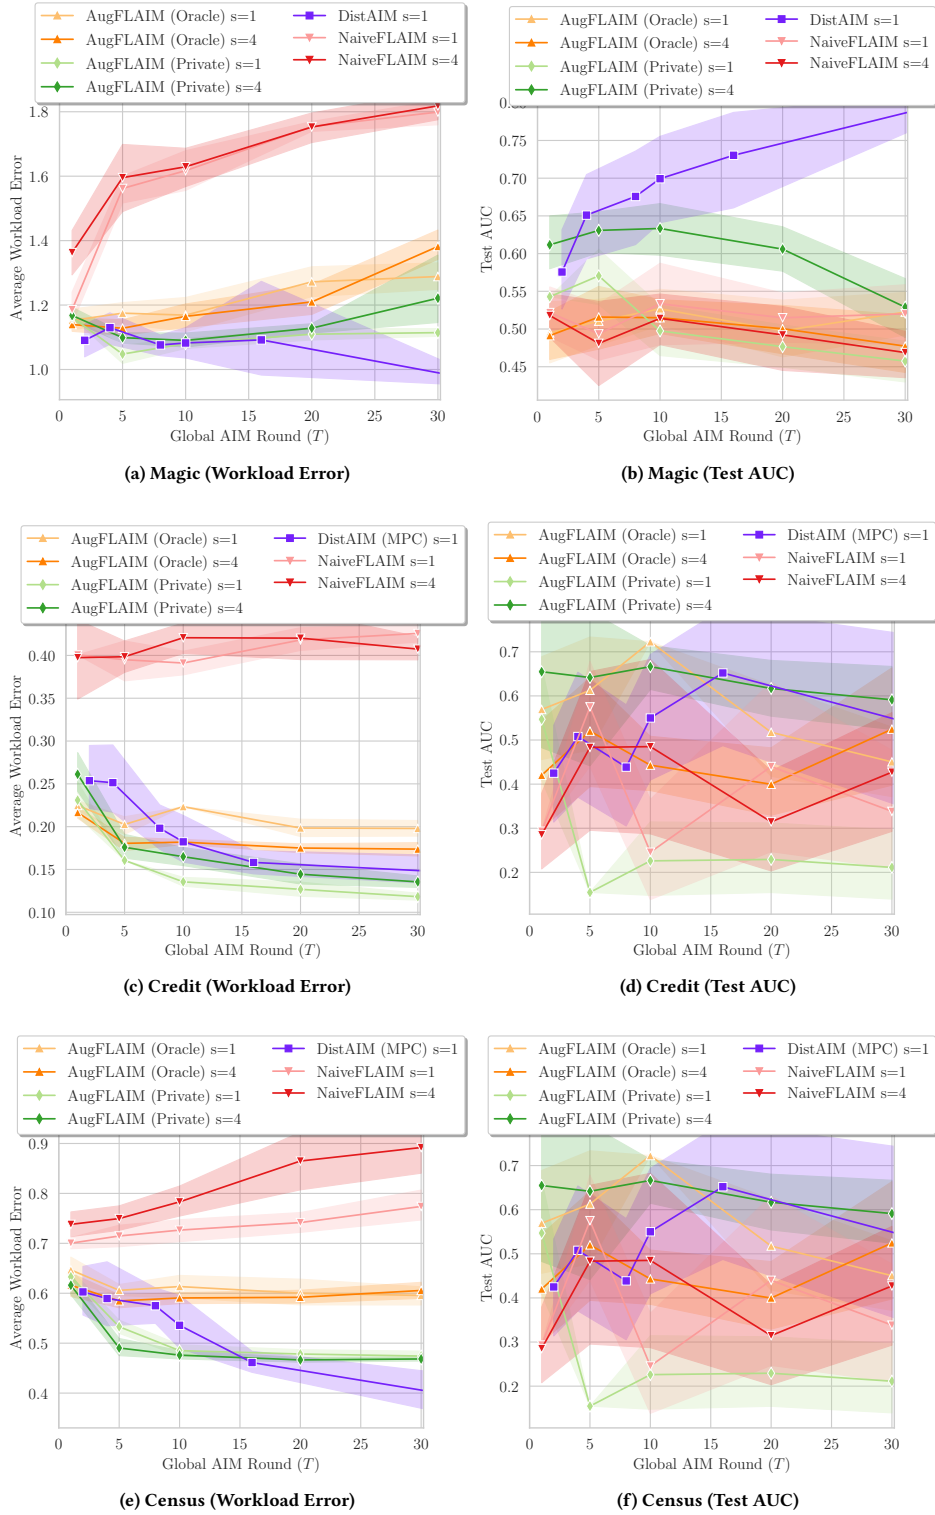 AugFLAIM (Oracle) s=1
AugFLAIM (Oracle) s=4
AugFLAIM (Private) s=1
AugFLAIM (Private) s=4
DistAIM s=1
NaiveFLAIM s=1
NaiveFLAIM s=4
Average Workload Error
1.8
1.6
1.4
1.2
1.0
0 5 10 15 20 25 30
Global AIM Round (T)
(a) Magic (Workload Error)
AugFLAIM (Oracle) s=1
AugFLAIM (Oracle) s=4
AugFLAIM (Private) s=1
AugFLAIM (Private) s=4
DistAIM s=1
NaiveFLAIM s=1
NaiveFLAIM s=4
Test AUC
0.75
0.70
0.65
0.60
0.55
0.50
0.45
0 5 10 15 20 25 30
Global AIM Round (T)
(b) Magic (Test AUC)
AugFLAIM (Oracle) s=1
AugFLAIM (Oracle) s=4
AugFLAIM (Private) s=1
AugFLAIM (Private) s=4
DistAIM (MPC) s=1
NaiveFLAIM s=1
NaiveFLAIM s=4
Average Workload Error
0.40
0.35
0.30
0.25
0.20
0.15
0.10
0 5 10 15 20 25 30
Global AIM Round (T)
(c) Credit (Workload Error)
AugFLAIM (Oracle) s=1
AugFLAIM (Oracle) s=4
AugFLAIM (Private) s=1
AugFLAIM (Private) s=4
DistAIM (MPC) s=1
NaiveFLAIM s=1
NaiveFLAIM s=4
Test AUC
0.7
0.6
0.5
0.4
0.3
0.2
0 5 10 15 20 25 30
Global AIM Round (T)
(d) Credit (Test AUC)
AugFLAIM (Oracle) s=1
AugFLAIM (Oracle) s=4
AugFLAIM (Private) s=1
AugFLAIM (Private) s=4
DistAIM (MPC) s=1
NaiveFLAIM s=1
NaiveFLAIM s=4
Average Workload Error
0.9
0.8
0.7
0.6
0.5
0.4
0 5 10 15 20 25 30
Global AIM Round (T)
(e) Census (Workload Error)
AugFLAIM (Oracle) s=1
AugFLAIM (Oracle) s=4
AugFLAIM (Private) s=1
AugFLAIM (Private) s=4
DistAIM (MPC) s=1
NaiveFLAIM s=1
NaiveFLAIM s=4
Test AUC
0.7
0.6
0.5
0.4
0.3
0.2
0 5 10 15 20 25 30
Global AIM Round (T)
(f) Census (Test AUC)